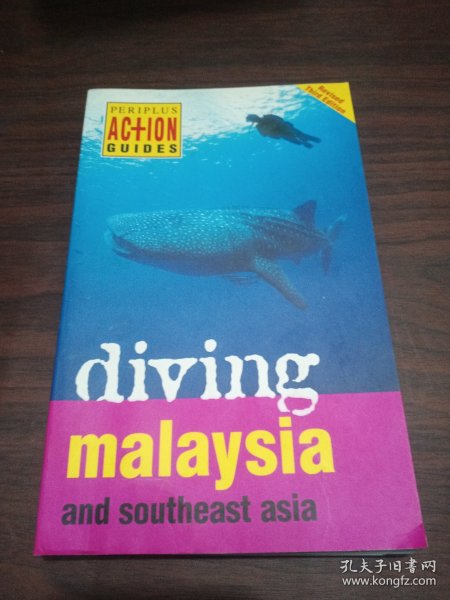 PERIPLUS
ACTION
GUIDES
Revised
Third Edition
diving
malaysia
and southeast asia
孔夫子旧书网
www.kongfz.com